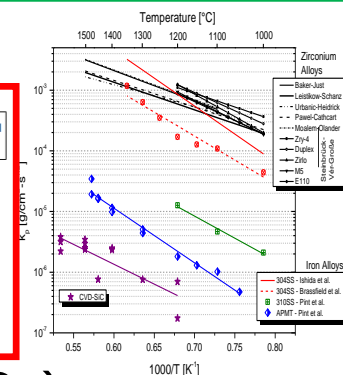 Temperature [°C]
1500 1400 1300 1200 1100 1000
Zirconium
Alloys
Baker-Just
Leistikow-Schanz
Urbanic-Heidrick
Pawel-Cathcart
Moalem-Olander
Zry-4
Duplex
Zirlo
M5
E110
Steinbrück-
Vér-Große
10⁻³
10⁻⁴
10⁻⁵
10⁻⁶
10⁻⁷
CVD-SiC
Iron Alloys
304SS - Ishida et al.
304SS - Brassfield et al.
310SS - Pint et al.
APMT - Pint et al.
0.55 0.60 0.65 0.70 0.75 0.80
1000/T [K⁻¹]